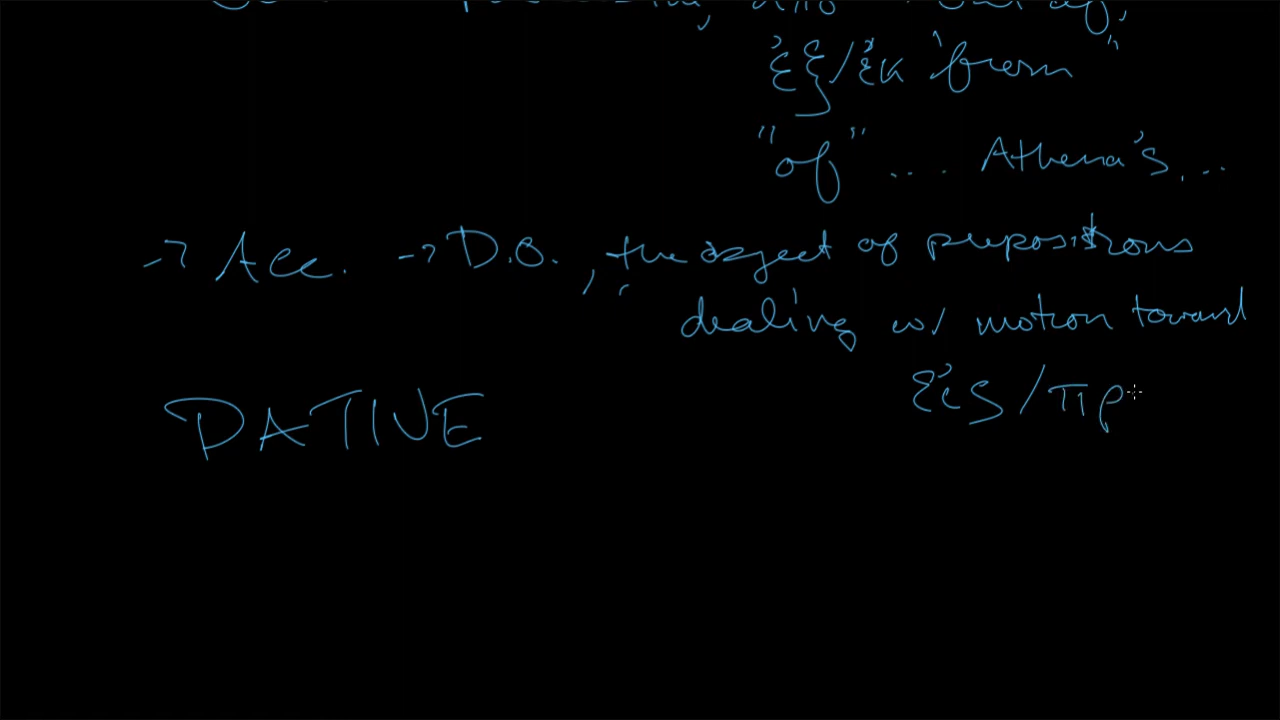 ἐξ/ἐκ "from"
"of" .... Athena's...
→ Acc. → D.O., the object of prepositions
dealing w/ motion toward
εἰς/πρ
DATIVE